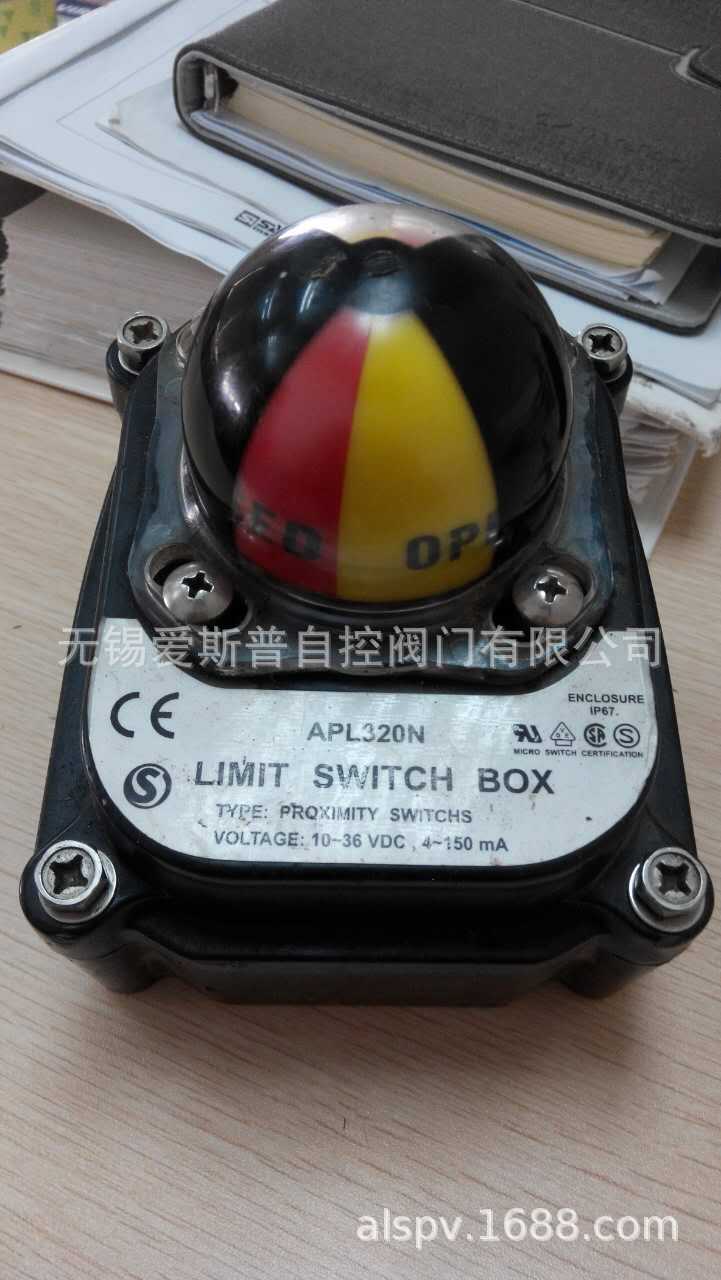 OPE
无锡爱斯普自控阀门有限公司
CE
APL320N
ENCLOSURE
IP67.
MICRO SWITCH CERTIFICATION
S LIMIT SWITCH BOX
TYPE: PROXIMITY SWITCHS
VOLTAGE: 10~36 VDC , 4~150 mA
alspv.1688.com